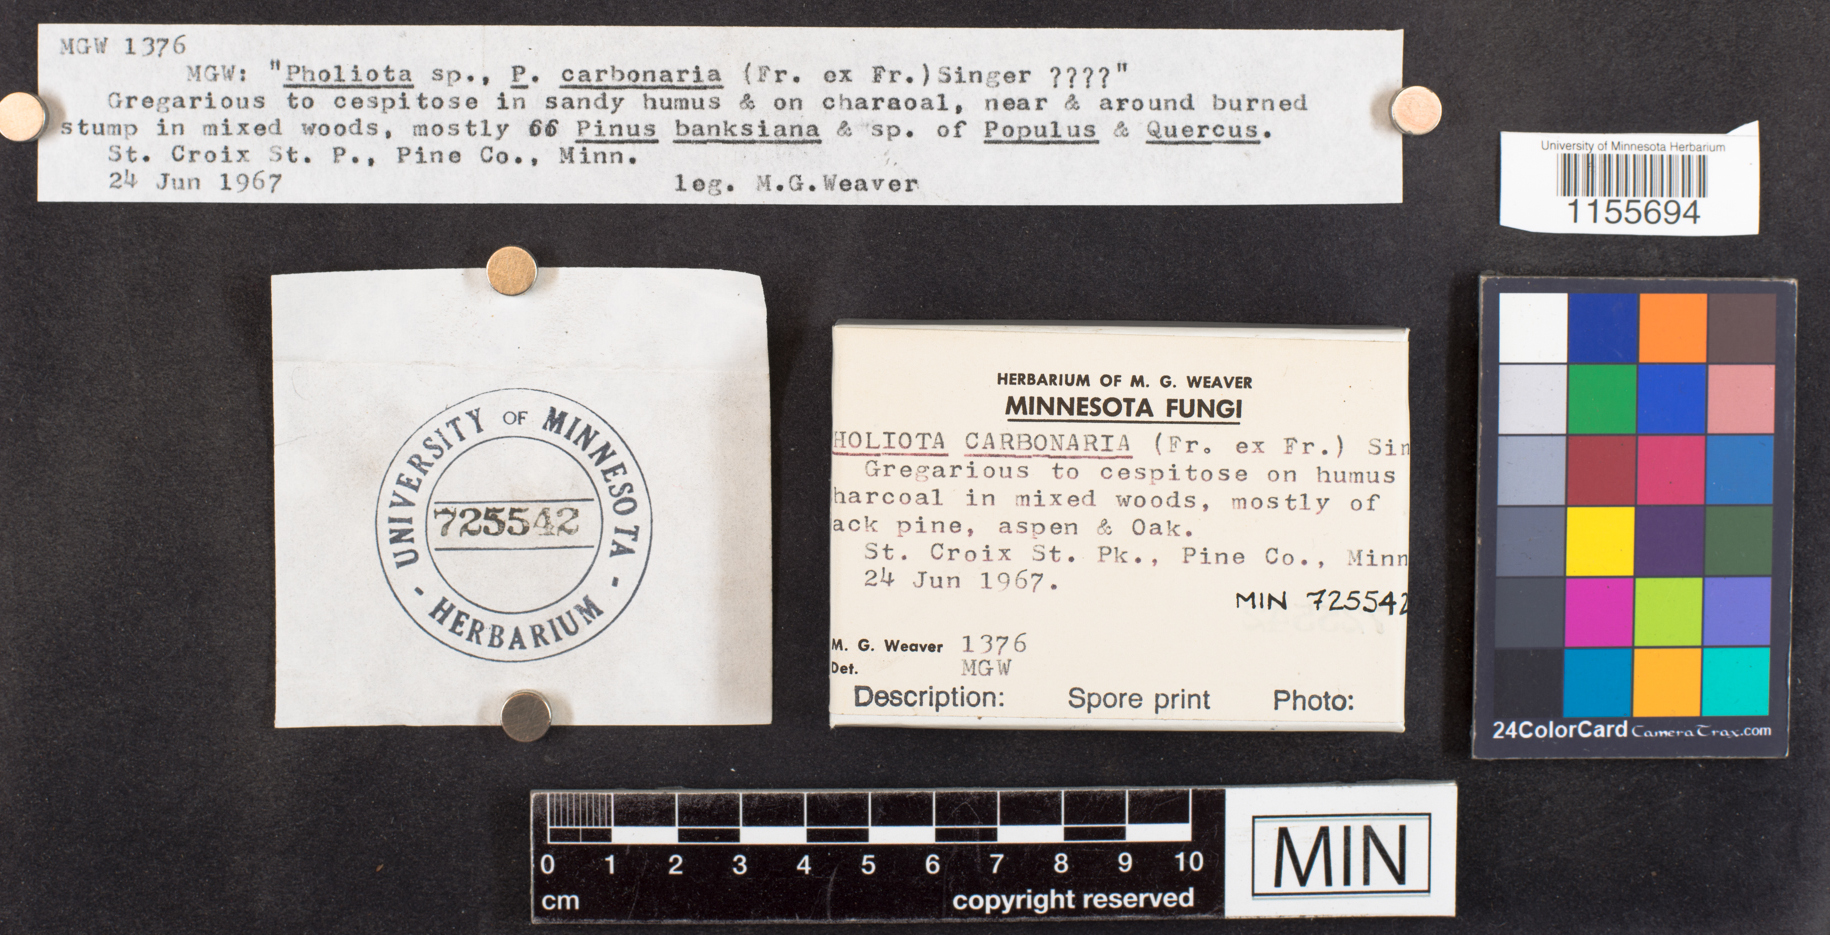 MGW 1376
MGW: "Pholiota sp., P. carbonaria (Fr. ex Fr.)Singer ????"
Gregarious to cespitose in sandy humus & on charaoal, near & around burned
stump in mixed woods, mostly 66 Pinus banksiana & sp. of Populus & Quercus.
St. Croix St. P., Pine Co., Minn.
24 Jun 1967 leg. M.G.Weaver
University of Minnesota Herbarium
1155694
UNIVERSITY OF MINNESOTA
725542
- HERBARIUM -
HERBARIUM OF M. G. WEAVER
MINNESOTA FUNGI
HOLIOTA CARBONARIA (Fr. ex Fr.) Sin
Gregarious to cespitose on humus
harcoal in mixed woods, mostly of
ack pine, aspen & Oak.
St. Croix St. Pk., Pine Co., Minn
24 Jun 1967.
MIN 725542
M. G. Weaver 1376
Det. MGW
Description: Spore print Photo:
24ColorCard CameraTrax.com
0 1 2 3 4 5 6 7 8 9 10
cm copyright reserved
MIN